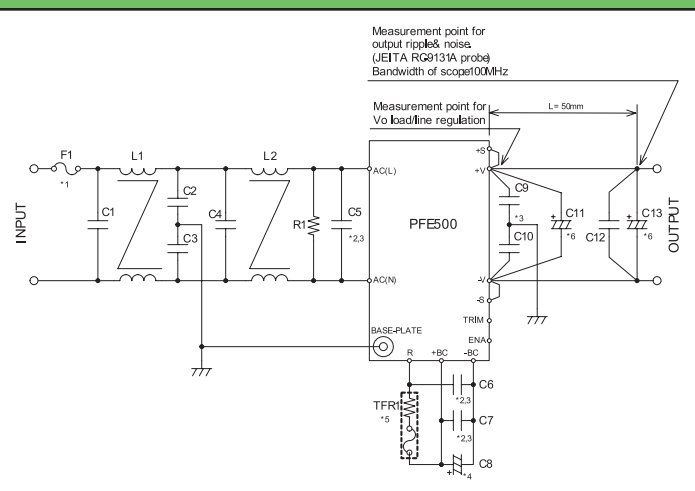 Measurement point for
output ripple& noise.
(JEITA RC-9131A probe)
Bandwidth of scope100MHz
Measurement point for
Vo load/line regulation
L= 50mm
F1
*1
L1
L2
C1
C2
C3
C4
R1
C5
*2,3
INPUT
AC(L)
AC(N)
PFE500
BASE-PLATE
R
+BC
-BC
+S
+V
-V
-S
TRIM
ENA
C9
*3
C10
C11
+
*6
C12
C13
+
*6
OUTPUT
TFR1
*5
C6
*2,3
C7
*2,3
C8
+
*4